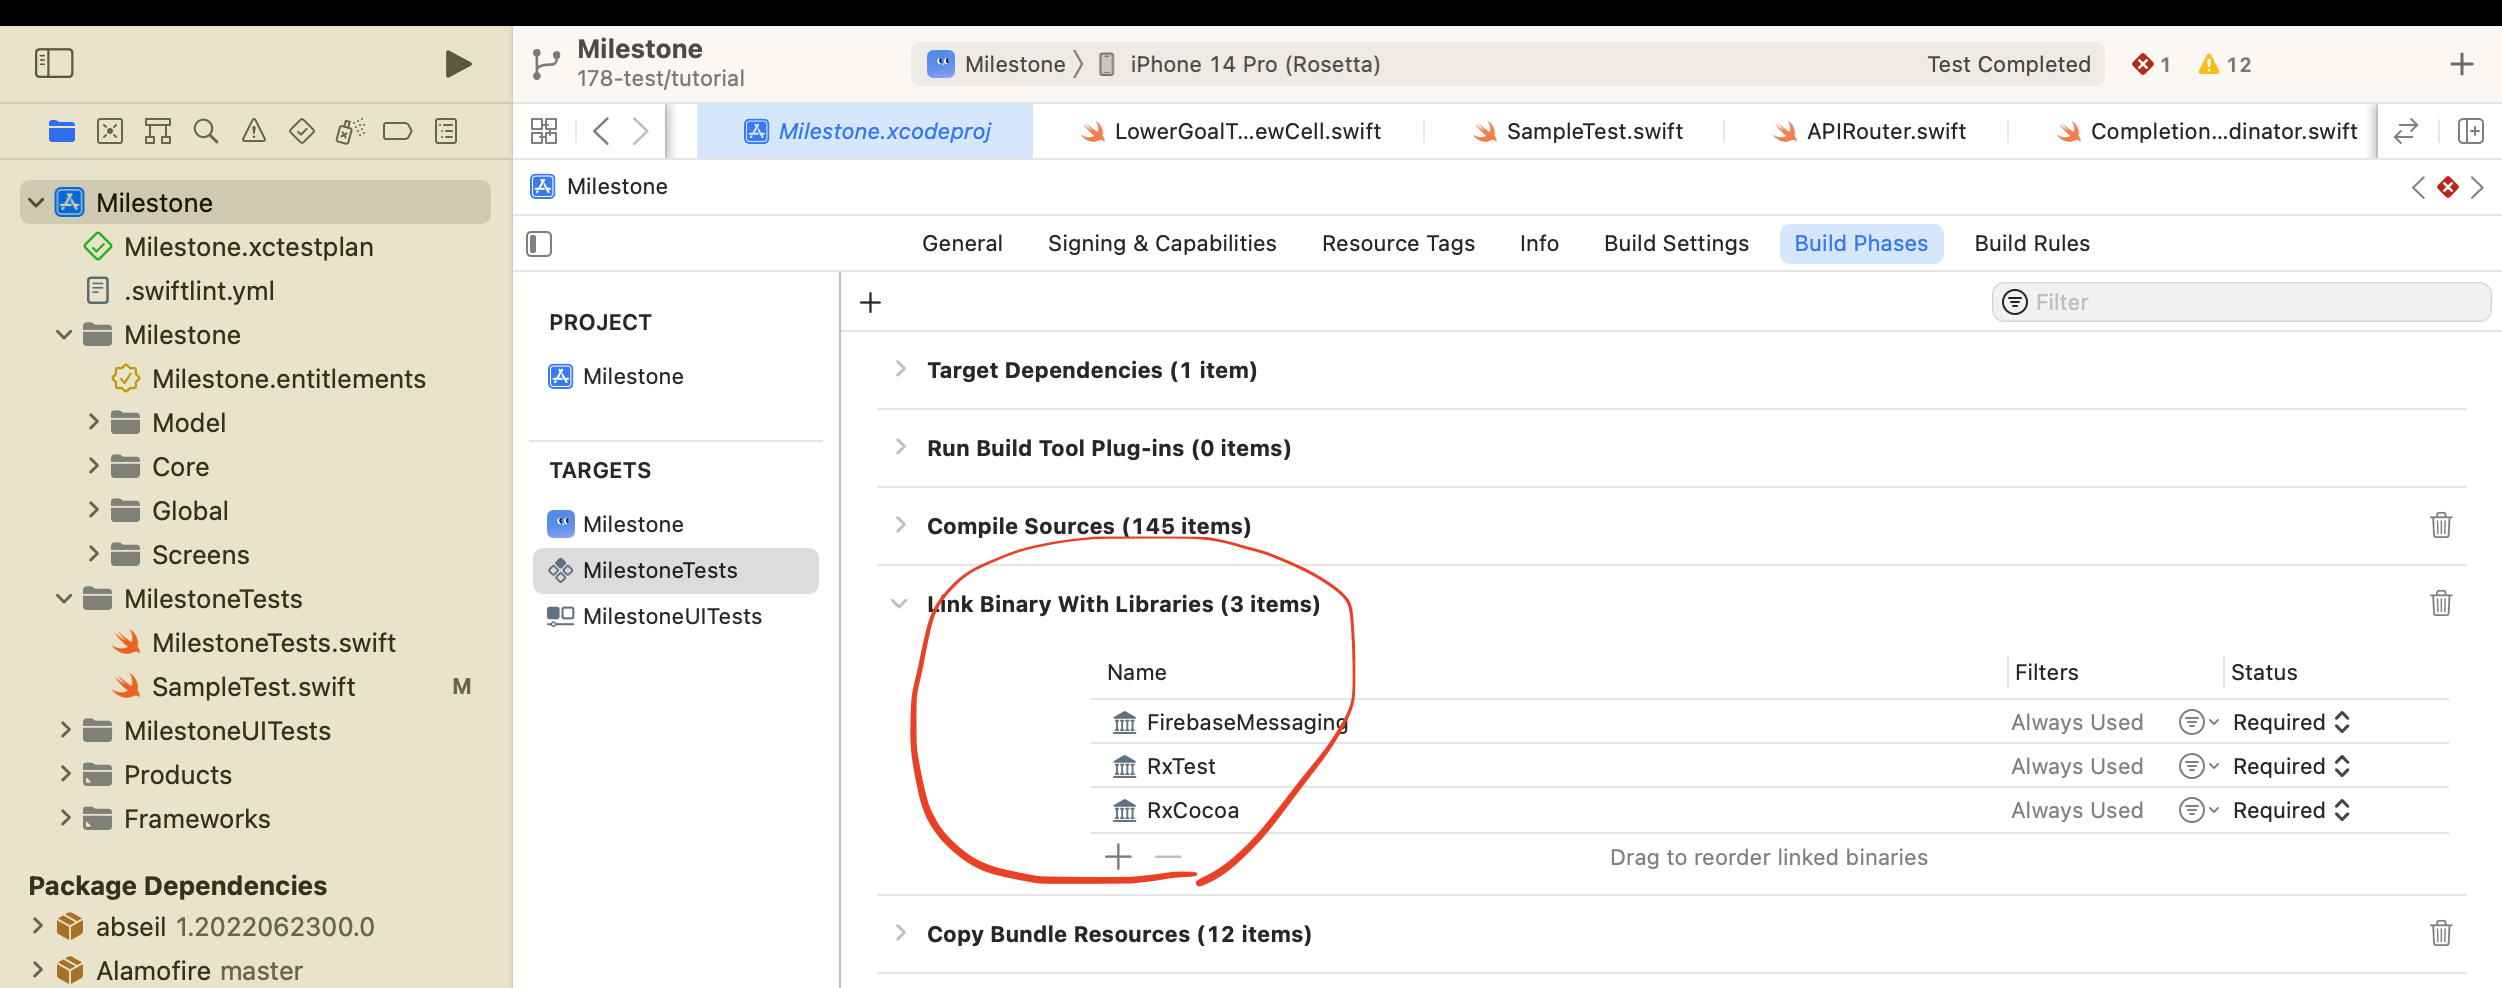 Milestone
178-test/tutorial
Milestone
iPhone 14 Pro (Rosetta)
Test Completed
1
12
Milestone.xcodeproj
LowerGoalT...ewCell.swift
SampleTest.swift
APIRouter.swift
Completion...dinator.swift
Milestone
General
Signing & Capabilities
Resource Tags
Info
Build Settings
Build Phases
Build Rules
Milestone
Milestone.xctestplan
.swiftlint.yml
Milestone
Milestone.entitlements
Model
Core
Global
Screens
MilestoneTests
MilestoneTests.swift
SampleTest.swift M
MilestoneUITests
Products
Frameworks
Package Dependencies
abseil 1.2022062300.0
Alamofire master
PROJECT
Milestone
TARGETS
Milestone
MilestoneTests
MilestoneUITests
Filter
Target Dependencies (1 item)
Run Build Tool Plug-ins (0 items)
Compile Sources (145 items)
Link Binary With Libraries (3 items)
Name Filters Status
FirebaseMessaging Always Used Required
RxTest Always Used Required
RxCocoa Always Used Required
Drag to reorder linked binaries
Copy Bundle Resources (12 items)